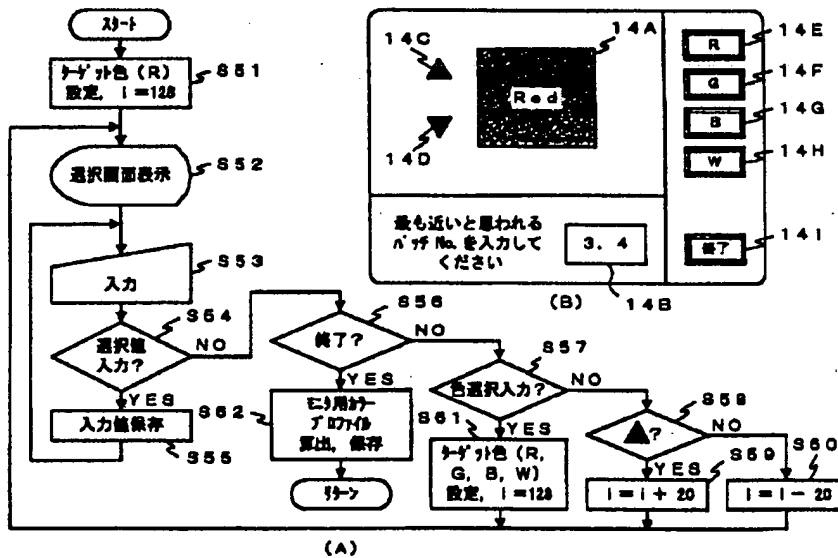 スタート
ターゲット色 (R)
設定, i=128
S51
選択画面表示
S52
入力
S53
選択値
入力?
S54
NO
YES
入力値保存
S55
終了?
S56
NO
YES
モニタ用カラー
プロファイル
算出, 保存
S62
リターン
色選択入力?
S57
NO
YES
ターゲット色 (R,
G, B, W)
設定, i=128
S61
▲?
S58
NO
YES
i=i+20
S59
i=i-20
S60
(A)
14C
14D
14A
Red
最も近いと思われる
パッチ No. を入力して
ください
3. 4
14B
R
14E
G
14F
B
14G
W
14H
終了
14I
(B)